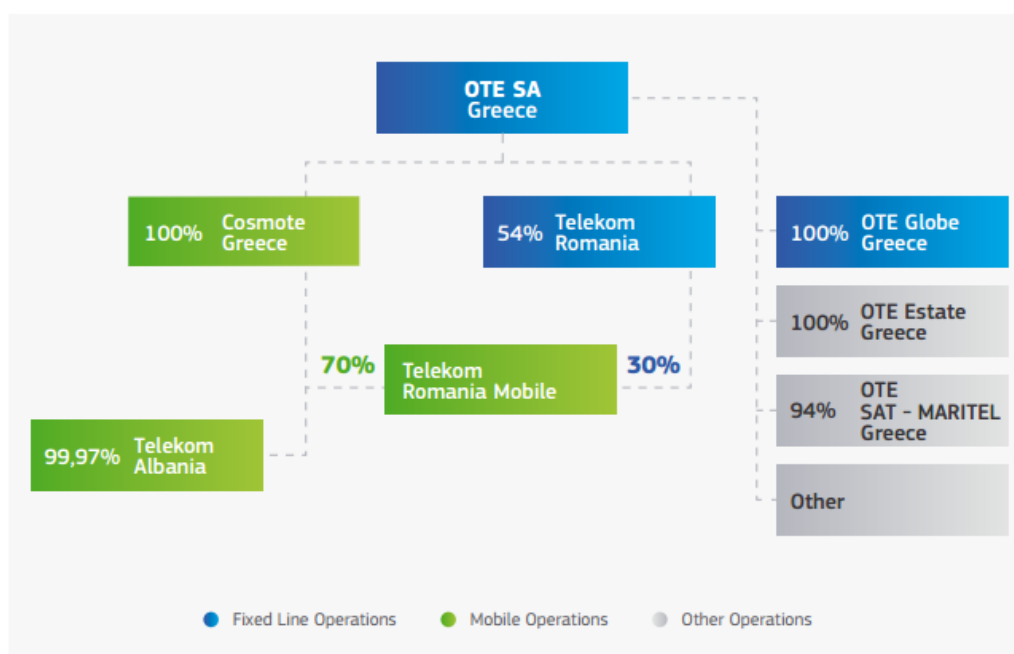 OTE SA
Greece
100%
Cosmote
Greece
54%
Telekom
Romania
100%
OTE Globe
Greece
100%
OTE Estate
Greece
94%
OTE
SAT - MARITEL
Greece
Other
70%
Telekom
Romania Mobile
30%
99,97%
Telekom
Albania
Fixed Line Operations
Mobile Operations
Other Operations